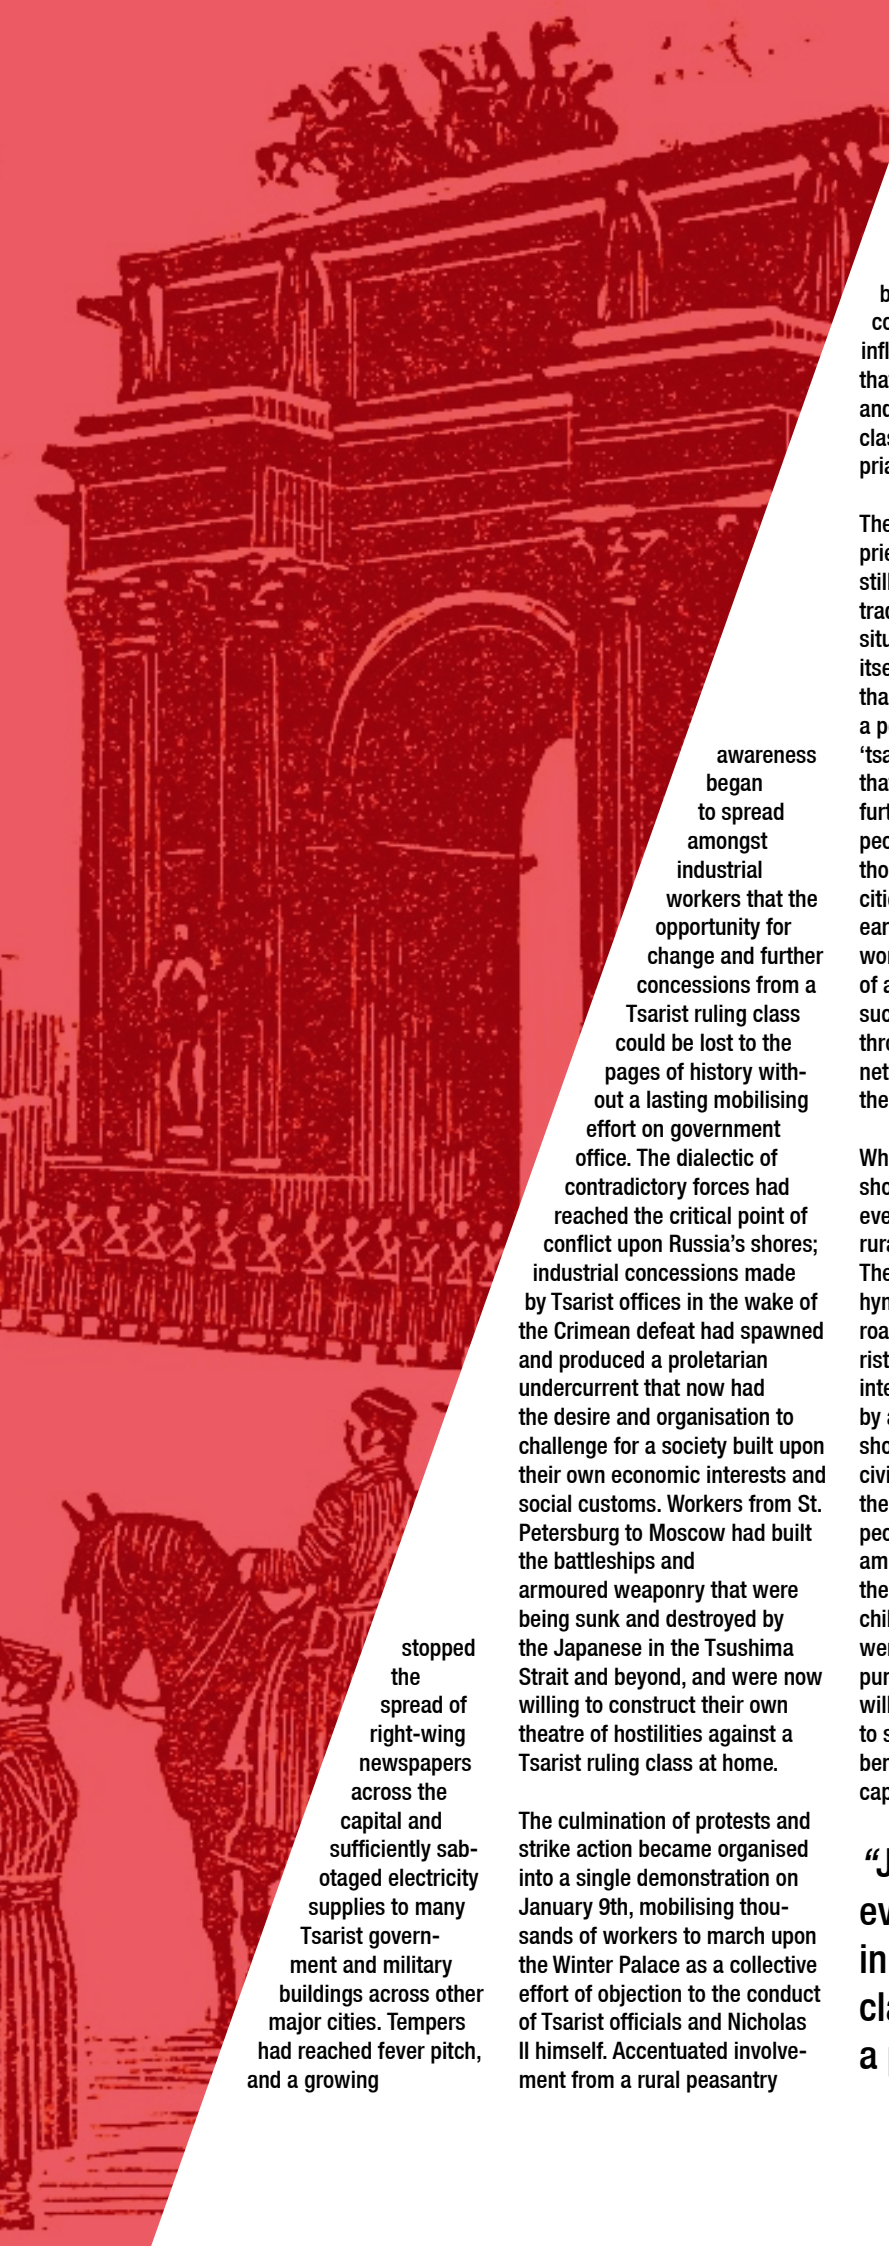 stopped
the
spread of
right-wing
newspapers
across the
capital and
sufficiently sab-
otaged electricity
supplies to many
Tsarist govern-
ment and military
buildings across other
major cities. Tempers
had reached fever pitch,
and a growing
awareness
began
to spread
amongst
industrial
workers that the
opportunity for
change and further
concessions from a
Tsarist ruling class
could be lost to the
pages of history with-
out a lasting mobilising
effort on government
office. The dialectic of
contradictory forces had
reached the critical point of
conflict upon Russia’s shores;
industrial concessions made
by Tsarist offices in the wake of
the Crimean defeat had spawned
and produced a proletarian
undercurrent that now had
the desire and organisation to
challenge for a society built upon
their own economic interests and
social customs. Workers from St.
Petersburg to Moscow had built
the battleships and
armoured weaponry that were
being sunk and destroyed by
the Japanese in the Tsushima
Strait and beyond, and were now
willing to construct their own
theatre of hostilities against a
Tsarist ruling class at home.
The culmination of protests and
strike action became organised
into a single demonstration on
January 9th, mobilising thou-
sands of workers to march upon
the Winter Palace as a collective
effort of objection to the conduct
of Tsarist officials and Nicholas
II himself. Accentuated involve-
ment from a rural peasantry
The
of a
the
The
by a
the
the
to s
in
a